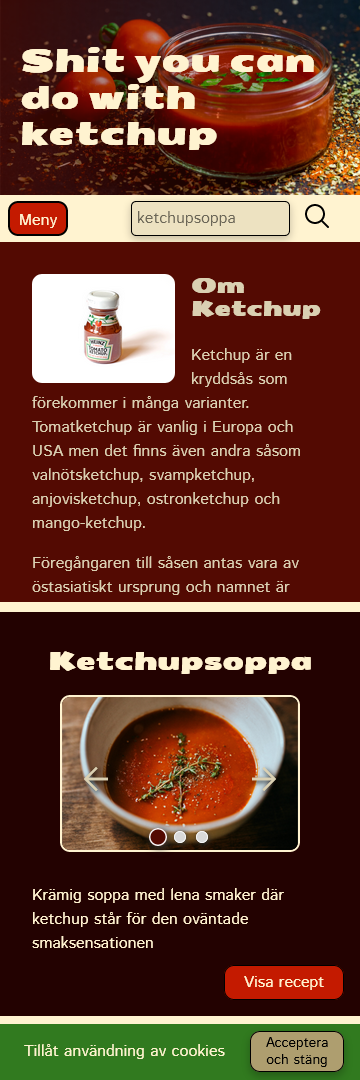 Shit you can
do with
ketchup
Meny
ketchupsoppa
HEINZ
TOMATO
KETCHUP
Om
Ketchup
Ketchup är en
kryddsås som
förekommer i många varianter.
Tomatketchup är vanlig i Europa och
USA men det finns även andra såsom
valnötsketchup, svampketchup,
anjovisketchup, ostronketchup och
mango-ketchup.
Föregångaren till såsen antas vara av
östasiatiskt ursprung och namnet är
Ketchupsoppa
Krämig soppa med lena smaker där
ketchup står för den oväntade
smaksensationen
Visa recept
Tillåt användning av cookies
Acceptera
och stäng